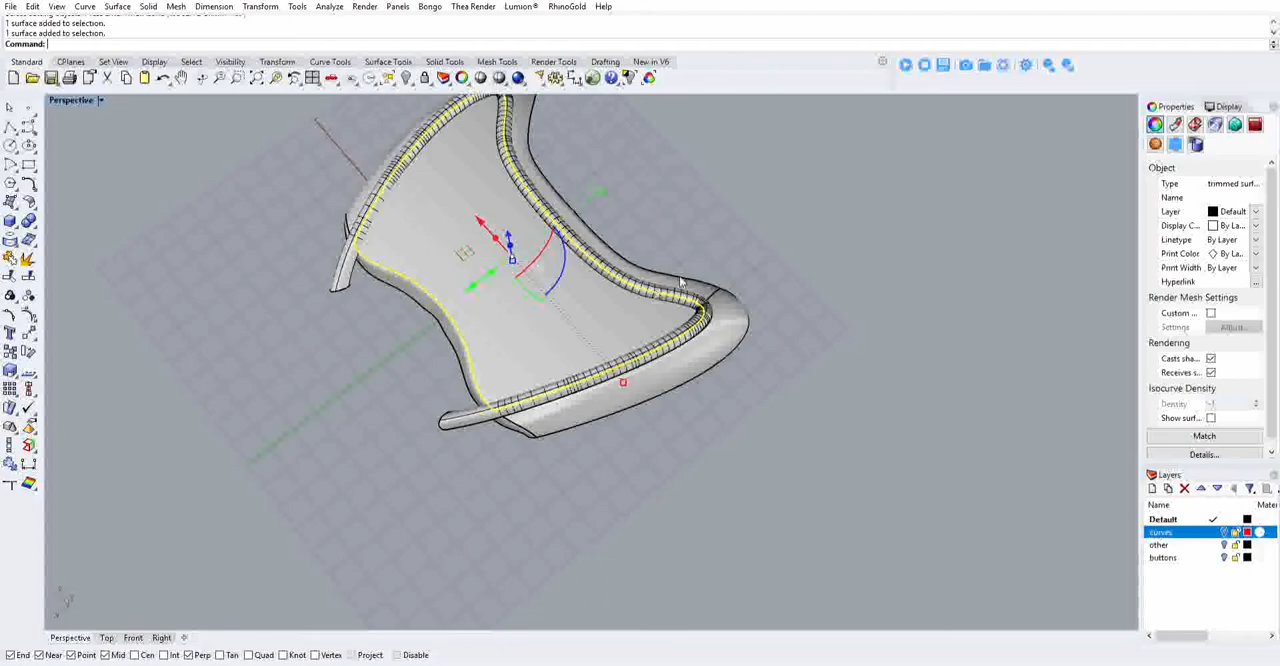 File Edit View Curve Surface Solid Mesh Dimension Transform Tools Analyze Render Panels Bongo Thea Render Lumion® RhinoGold Help
1 surface added to selection.
1 surface added to selection.
Command:
Standard CPlanes Set View Display Select Visibility Transform Curve Tools Surface Tools Solid Tools Mesh Tools Render Tools Drafting New in V6
Perspective
Properties Display
Object
Type trimmed surf...
Name
Layer Default
Display C... By La...
Linetype By Layer
Print Color By La...
Print Width By Layer
Hyperlink ...
Render Mesh Settings
Custom ...
Settings Adjust...
Rendering
Casts sha...
Receives s...
Isocurve Density
Density
Show surf...
Match
Details...
Layers
Name Mater
Default
curves
other
buttons
Perspective Top Front Right
End Near Point Mid Cen Int Perp Tan Quad Knot Vertex Project Disable